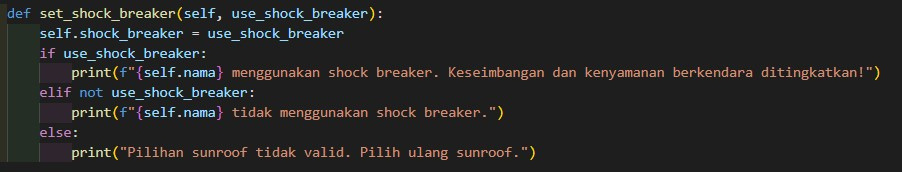 def set_shock_breaker(self, use_shock_breaker):
    self.shock_breaker = use_shock_breaker
    if use_shock_breaker:
        print(f"{self.nama} menggunakan shock breaker. Keseimbangan dan kenyamanan berkendara ditingkatkan!")
    elif not use_shock_breaker:
        print(f"{self.nama} tidak menggunakan shock breaker.")
    else:
        print("Pilihan sunroof tidak valid. Pilih ulang sunroof.")